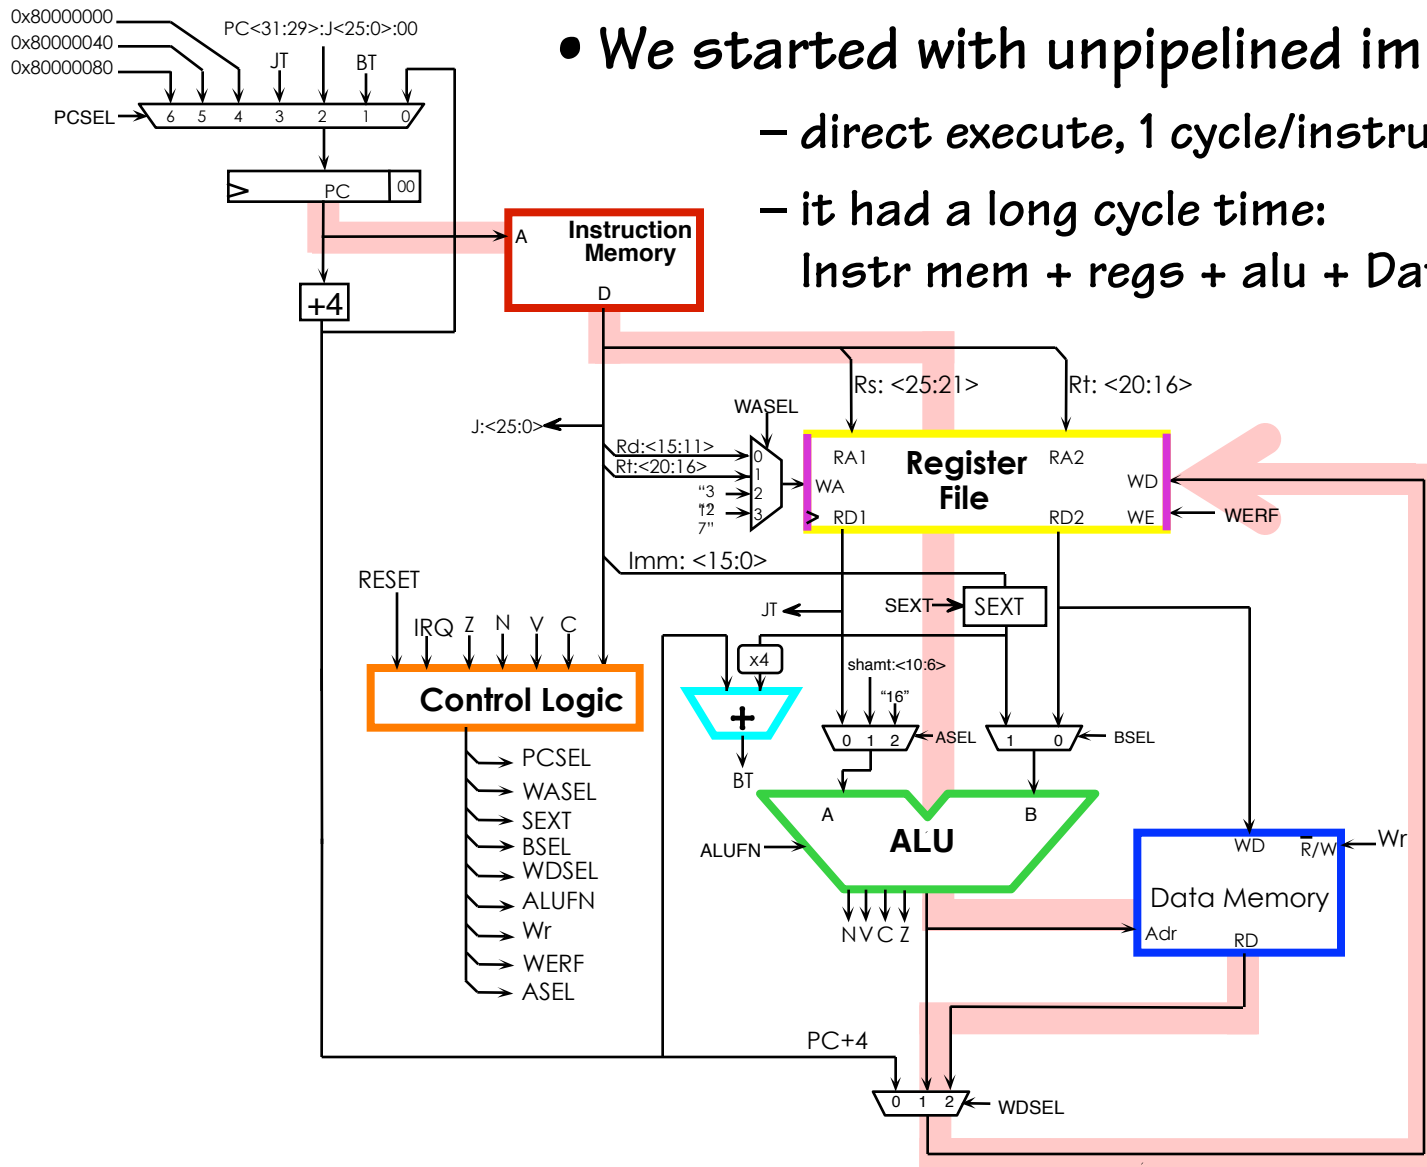 0x80000000
0x80000040
0x80000080
PC<31:29>:J<25:0>:00
JT
BT
PCSEL
6 5 4 3 2 1 0
PC
00
+4
• We started with unpipelined im
– direct execute, 1 cycle/instru
– it had a long cycle time:
Instr mem + regs + alu + Da
A
Instruction
Memory
D
Rs: <25:21>
Rt: <20:16>
WASEL
J:<25:0>
Rd:<15:11>
Rt:<20:16>
0
1
2
3
"3
7"
RA1
Register
File
RA2
WA
WD
RD1
RD2
WE
WERF
Imm: <15:0>
RESET
IRQ
Z
N
V
C
JT
SEXT
SEXT
x4
shamt:<10:6>
"16"
Control Logic
+
BT
0 1 2
ASEL
1 0
BSEL
PCSEL
WASEL
SEXT
BSEL
WDSEL
ALUFN
Wr
WERF
ASEL
A
B
ALU
ALUFN
N V C Z
WD
R/W
Wr
Data Memory
Adr
RD
PC+4
0 1 2
WDSEL